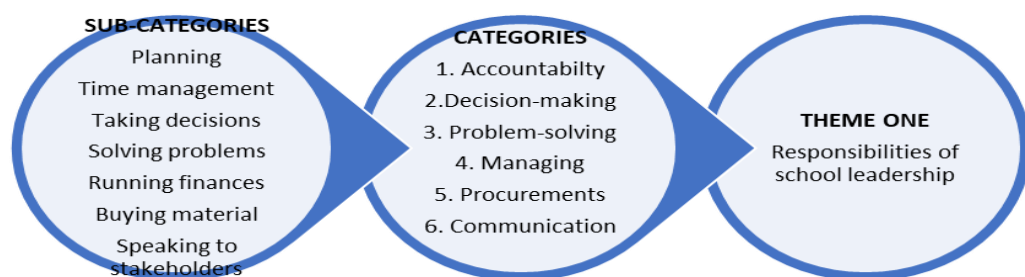 SUB-CATEGORIES
Planning
Time management
Taking decisions
Solving problems
Running finances
Buying material
Speaking to
stakeholders
CATEGORIES
1. Accountabilty
2.Decision-making
3. Problem-solving
4. Managing
5. Procurements
6. Communication
THEME ONE
Responsibilities of
school leadership